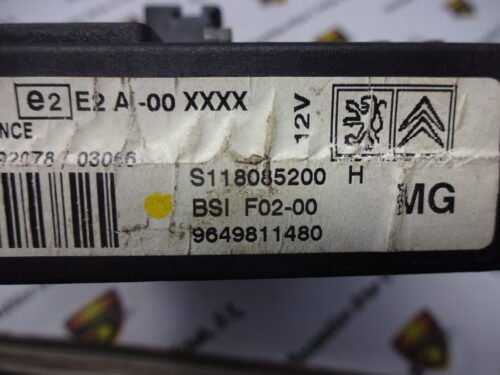 e2 E2 A -00 XXXX
12V
NCE
03066
S118085200 H
BSI F02-00
MG
9649811480